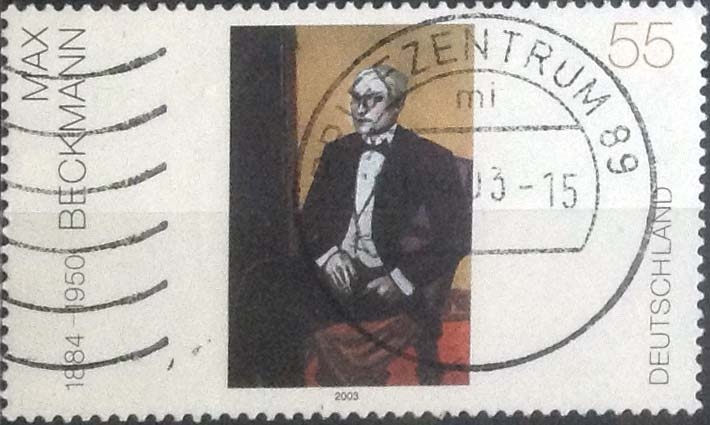 MAX
BECKMANN
1884 – 1950
55
DEUTSCHLAND
2003
ZENTRUM 89
mi
03-15